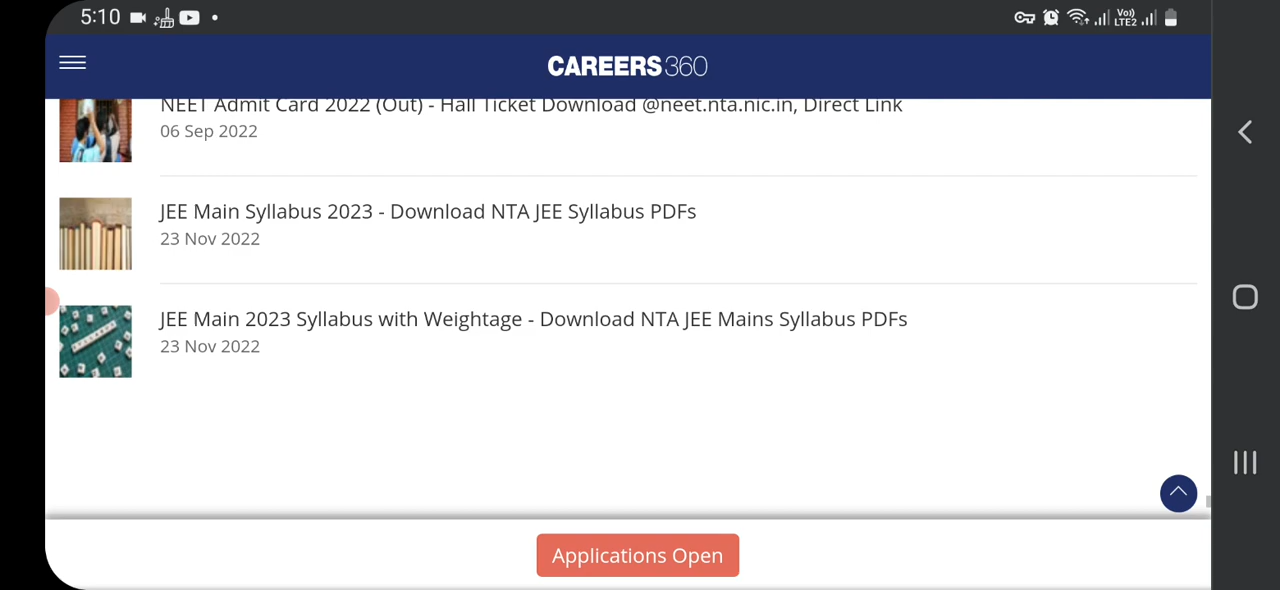 5:10
Vo))
LTE2
CAREERS360
NEET Admit Card 2022 (Out) - Hall Ticket Download @neet.nta.nic.in, Direct Link
06 Sep 2022
JEE Main Syllabus 2023 - Download NTA JEE Syllabus PDFs
23 Nov 2022
JEE Main 2023 Syllabus with Weightage - Download NTA JEE Mains Syllabus PDFs
23 Nov 2022
Applications Open